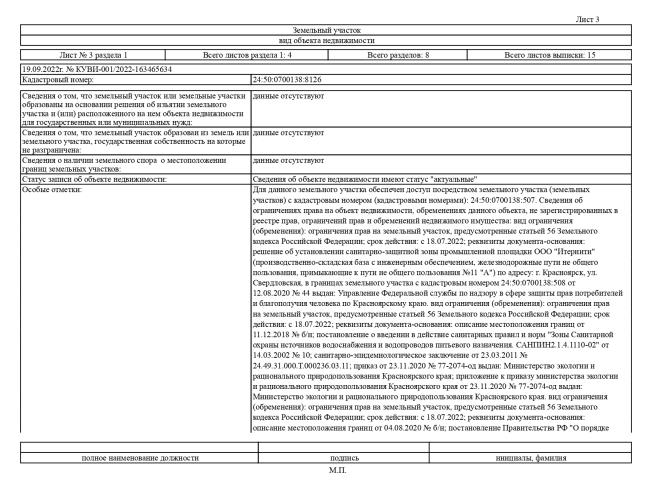 Лист 3
Земельный участок
вид объекта недвижимости
Лист № 3 раздела 1 Всего листов раздела 1: 4 Всего разделов: 8 Всего листов выписки: 15
19.09.2022г. № КУВИ-001/2022-163465634
Кадастровый номер: 24:50:0700138:8126
Сведения о том, что земельный участок или земельные участки образованы на основании решения об изъятии земельного участка и (или) расположенного на нем объекта недвижимости для государственных или муниципальных нужд: данные отсутствуют
Сведения о том, что земельный участок образован из земель или земельного участка, государственная собственность на которые не разграничена: данные отсутствуют
Сведения о наличии земельного спора о местоположении границ земельных участков: данные отсутствуют
Статус записи об объекте недвижимости: Сведения об объекте недвижимости имеют статус "актуальные"
Особые отметки: Для данного земельного участка обеспечен доступ посредством земельного участка (земельных
участков) с кадастровым номером (кадастровыми номерами): 24:50:0700138:507. Сведения об
ограничениях права на объект недвижимости, обременениях данного объекта, не зарегистрированных в
реестре прав, ограничений прав и обременений недвижимого имущества: вид ограничения
(обременения): ограничения прав на земельный участок, предусмотренные статьей 56 Земельного
кодекса Российской Федерации; срок действия: c 18.07.2022; реквизиты документа-основания:
решение об установлении санитарно-защитной зоны промышленной площадки ООО "Итернити"
(производственно-складская база с инженерным обеспечением, железнодорожные пути не общего
пользования, примыкающие к пути не общего пользования №11 "А") по адресу: г. Красноярск, ул.
Свердловская, в границах земельного участка с кадастровым номером 24:50:0700138:508 от
12.08.2020 № 44 выдан: Управление Федеральной службы по надзору в сфере защиты прав потребителей
и благополучия человека по Красноярскому краю. вид ограничения (обременения): ограничения прав
на земельный участок, предусмотренные статьей 56 Земельного кодекса Российской Федерации; срок
действия: c 18.07.2022; реквизиты документа-основания: описание местоположения границ от
11.12.2018 № б/н; постановление о введении в действие санитарных правил и норм "Зоны Санитарной
охраны источников водоснабжения и водопроводов питьевого назначения. САНПИН2.1.4.1110-02" от
14.03.2002 № 10; санитарно-эпидемиологическое заключение от 23.03.2011 №
24.49.31.000.Т.000236.03.11; приказ от 23.11.2020 № 77-2074-од выдан: Министерство экологии и
рационального природопользования Красноярского края; приложение к приказу министерства экологии
и рационального природопользования Красноярского края от 23.11.2020 № 77-2074-од выдан:
Министерство экологии и рационального природопользования Красноярского края. вид ограничения
(обременения): ограничения прав на земельный участок, предусмотренные статьей 56 Земельного
кодекса Российской Федерации; срок действия: c 18.07.2022; реквизиты документа-основания:
описание местоположения границ от 04.08.2020 № б/н; постановление Правительства РФ "О порядке
полное наименование должности подпись инициалы, фамилия
М.П.